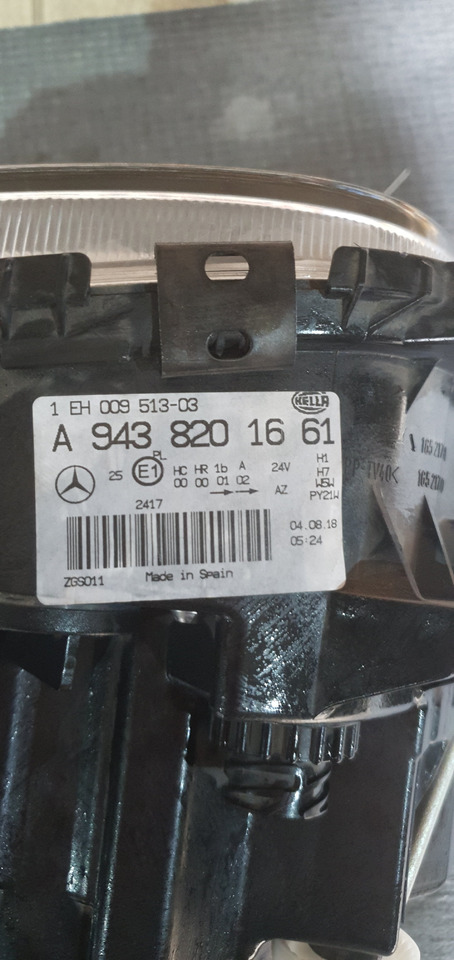 1 EH 009 513-03
HELLA
A 943 820 16 61
PL
25 E1 HC HR 1b A 24V H1
00 00 01 02 H7
AZ W5W
2417 PY21W
04.08.18
05:24
ZGS011 Made in Spain